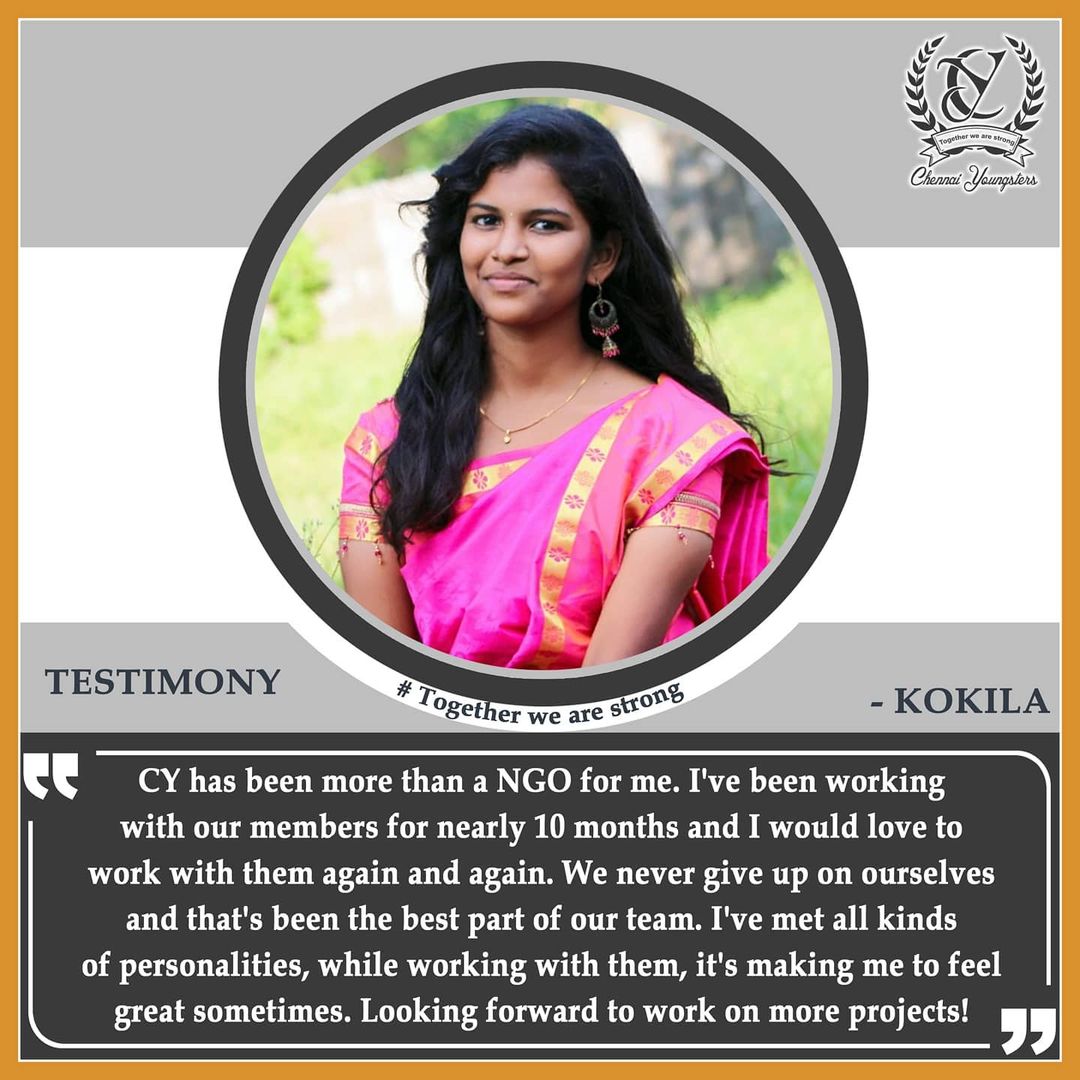 CY
Together we are strong
Chennai Youngsters
TESTIMONY
# Together we are strong
- KOKILA
CY has been more than a NGO for me. I've been working
with our members for nearly 10 months and I would love to
work with them again and again. We never give up on ourselves
and that's been the best part of our team. I've met all kinds
of personalities, while working with them, it's making me to feel
great sometimes. Looking forward to work on more projects!